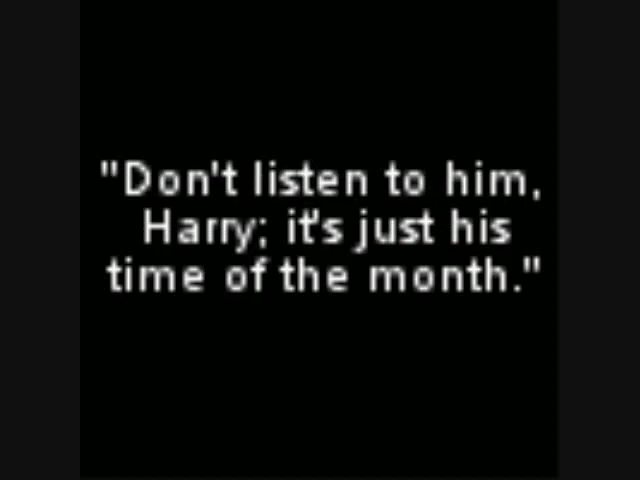 "Don't listen to him,
Harry; it's just his
time of the month."